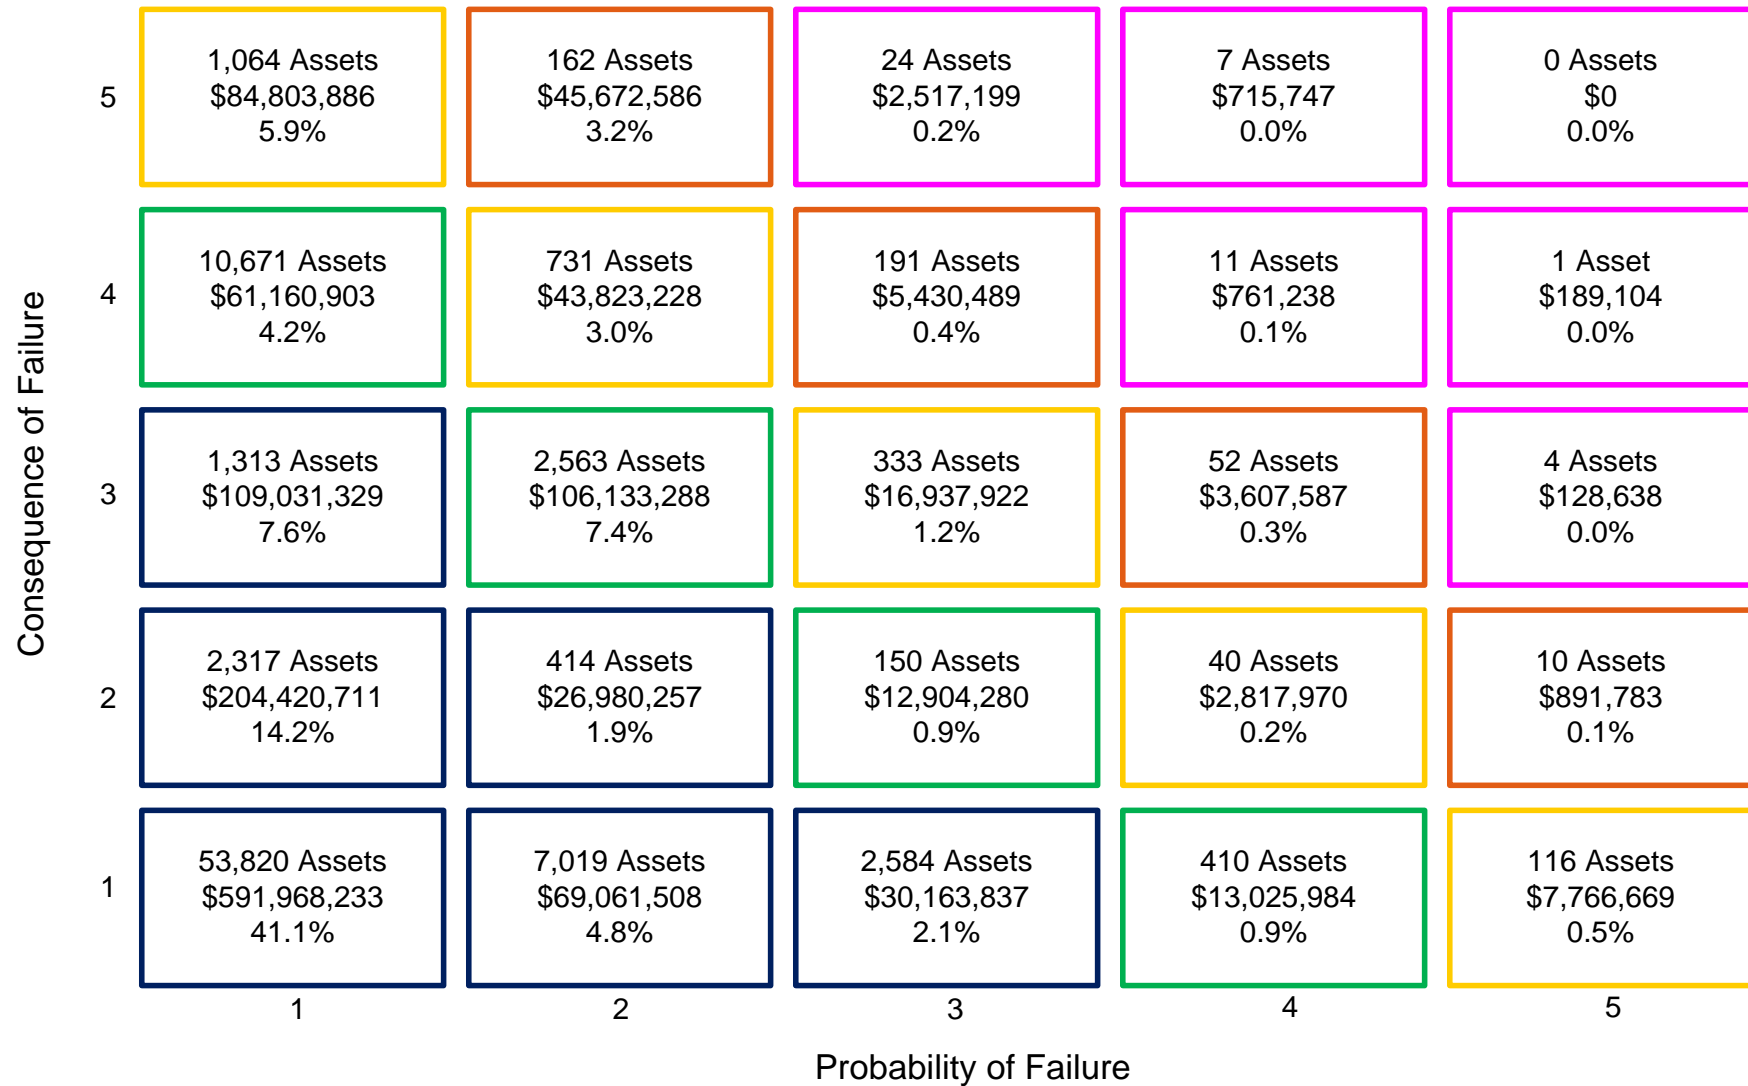 Consequence of Failure
5
1,064 Assets
$84,803,886
5.9%
162 Assets
$45,672,586
3.2%
24 Assets
$2,517,199
0.2%
7 Assets
$715,747
0.0%
0 Assets
$0
0.0%
4
10,671 Assets
$61,160,903
4.2%
731 Assets
$43,823,228
3.0%
191 Assets
$5,430,489
0.4%
11 Assets
$761,238
0.1%
1 Asset
$189,104
0.0%
3
1,313 Assets
$109,031,329
7.6%
2,563 Assets
$106,133,288
7.4%
333 Assets
$16,937,922
1.2%
52 Assets
$3,607,587
0.3%
4 Assets
$128,638
0.0%
2
2,317 Assets
$204,420,711
14.2%
414 Assets
$26,980,257
1.9%
150 Assets
$12,904,280
0.9%
40 Assets
$2,817,970
0.2%
10 Assets
$891,783
0.1%
1
53,820 Assets
$591,968,233
41.1%
7,019 Assets
$69,061,508
4.8%
2,584 Assets
$30,163,837
2.1%
410 Assets
$13,025,984
0.9%
116 Assets
$7,766,669
0.5%
1
2
3
4
5
Probability of Failure